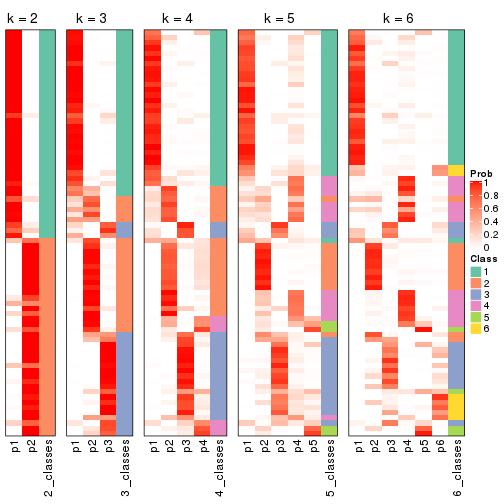 k = 2
k = 3
k = 4
k = 5
k = 6
p1
p2
2_classes
p1
p2
p3
3_classes
p1
p2
p3
p4
4_classes
p1
p2
p3
p4
p5
5_classes
p1
p2
p3
p4
p5
p6
6_classes
Prob
1
0.8
0.6
0.4
0.2
0
Class
1
2
3
4
5
6